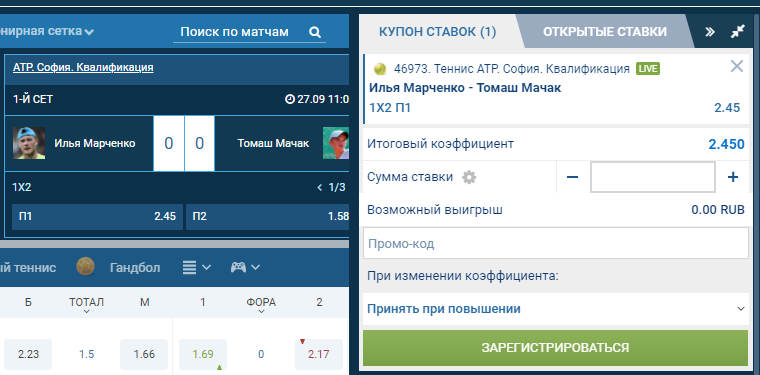 нирная сетка
Поиск по матчам
ATP. София. Квалификация
1-Й СЕТ
27.09 11:0
Илья Марченко
0
0
Томаш Мачак
1X2
1/3
П1 2.45
П2 1.58
ый теннис
Гандбол
Б ТОТАЛ М 1 ФОРА 2
2.23 1.5 1.66 1.69 0 2.17
КУПОН СТАВОК (1)
ОТКРЫТЫЕ СТАВКИ
46973. Теннис ATP. София. Квалификация LIVE
Илья Марченко - Томаш Мачак
1X2 П1 2.45
Итоговый коэффициент 2.450
Сумма ставки
Возможный выигрыш 0.00 RUB
Промо-код
При изменении коэффициента:
Принять при повышении
ЗАРЕГИСТРИРОВАТЬСЯ